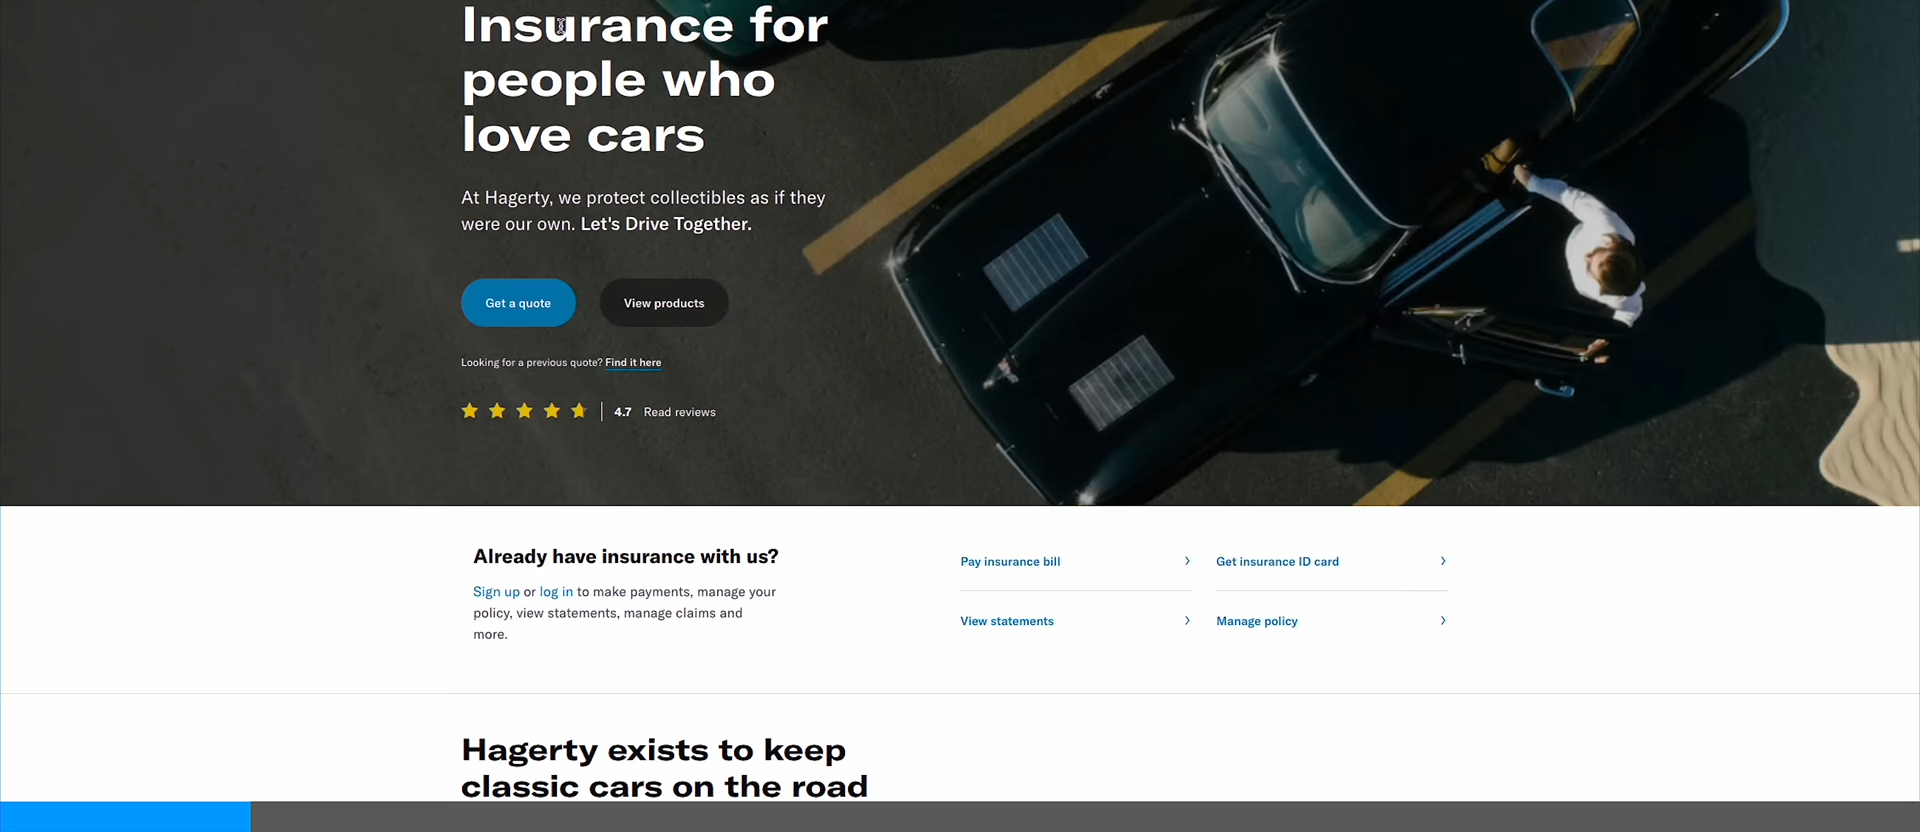 Insurance for
people who
love cars
At Hagerty, we protect collectibles as if they
were our own. Let's Drive Together.
Get a quote
View products
Looking for a previous quote? Find it here
4.7 Read reviews
Already have insurance with us?
Sign up or log in to make payments, manage your
policy, view statements, manage claims and
more.
Pay insurance bill
Get insurance ID card
View statements
Manage policy
Hagerty exists to keep
classic cars on the road